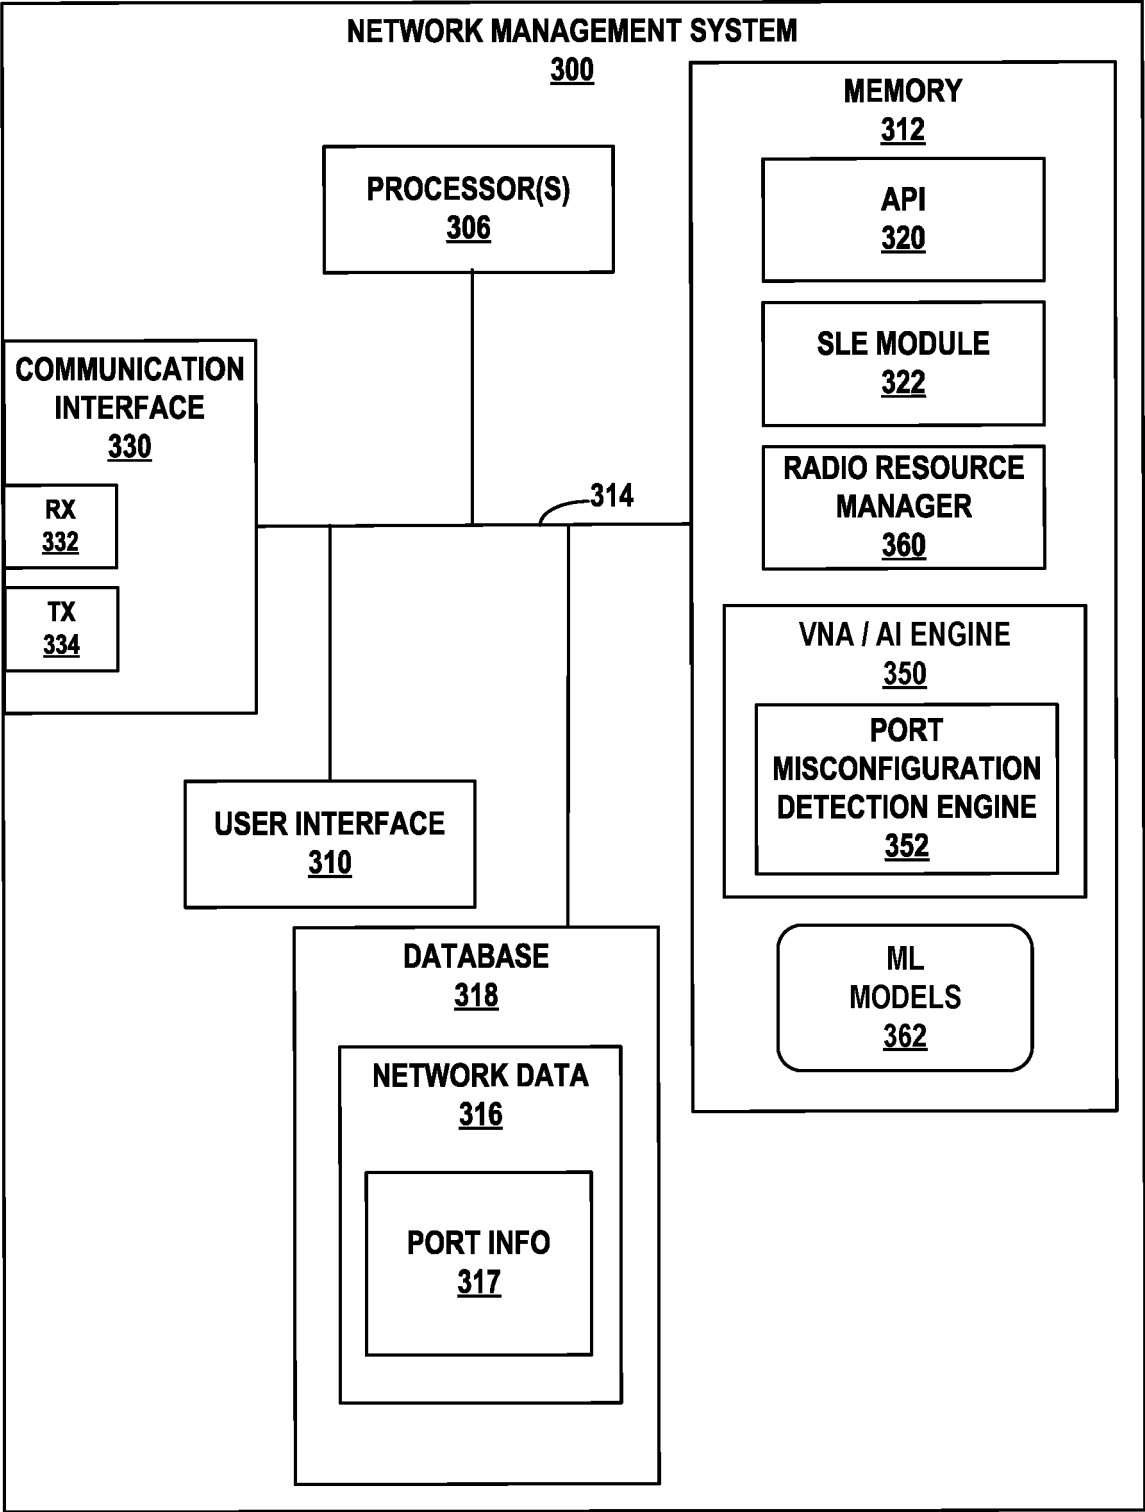 NETWORK MANAGEMENT SYSTEM
300
PROCESSOR(S)
306
COMMUNICATION
INTERFACE
330
RX
332
TX
334
314
USER INTERFACE
310
DATABASE
318
NETWORK DATA
316
PORT INFO
317
MEMORY
312
API
320
SLE MODULE
322
RADIO RESOURCE
MANAGER
360
VNA / AI ENGINE
350
PORT
MISCONFIGURATION
DETECTION ENGINE
352
ML
MODELS
362